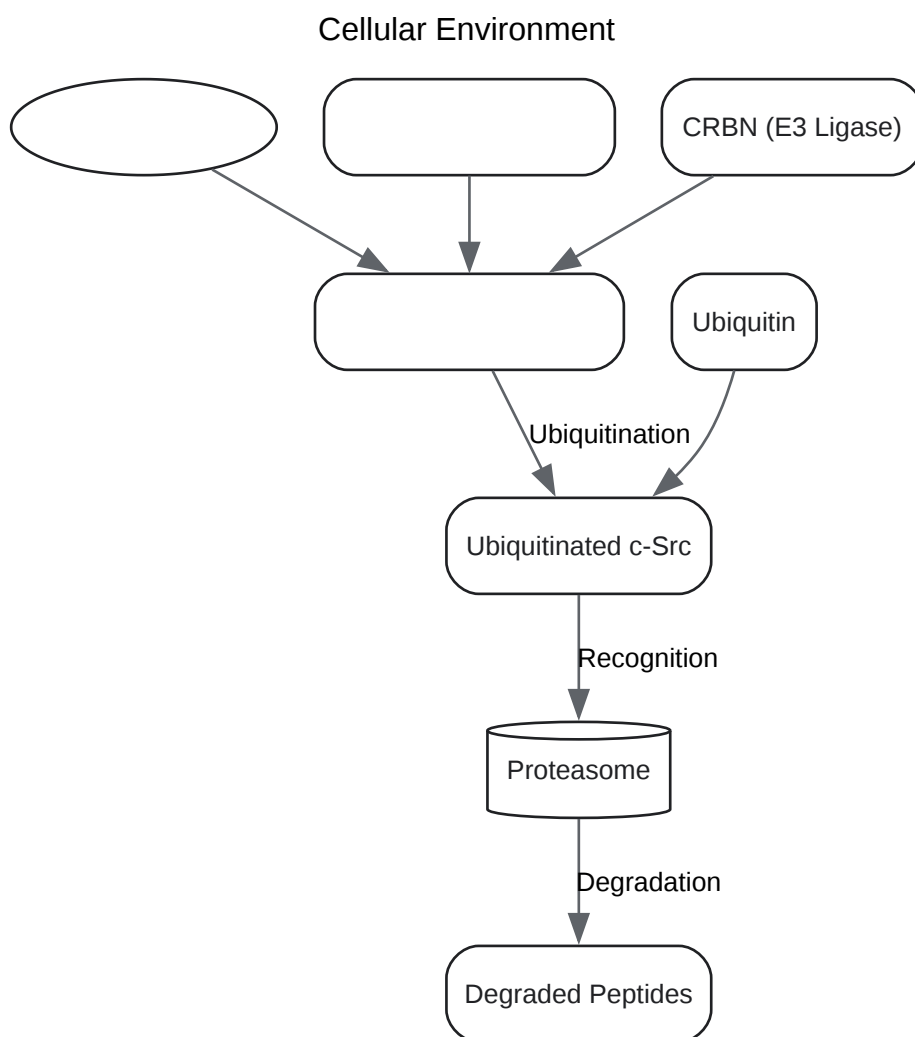 Cellular Environment
CRBN (E3 Ligase)
Ubiquitin
Ubiquitination
Ubiquitinated c-Src
Recognition
Proteasome
Degradation
Degraded Peptides